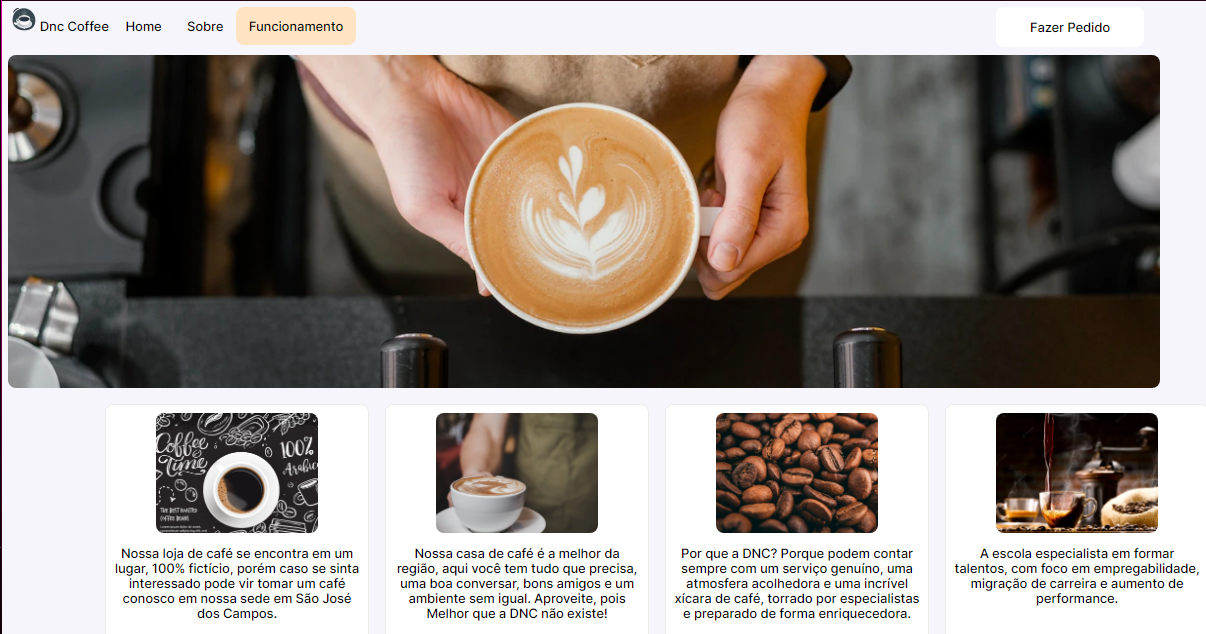 Dnc Coffee
Home
Sobre
Funcionamento
Fazer Pedido
Coffee
Time
100%
Arabic
THE BEST ROASTED
COFFEE BEANS
Nossa loja de café se encontra em um
lugar, 100% fictício, porém caso se sinta
interessado pode vir tomar um café
conosco em nossa sede em São José
dos Campos.
Nossa casa de café é a melhor da
região, aqui você tem tudo que precisa,
uma boa conversar, bons amigos e um
ambiente sem igual. Aproveite, pois
Melhor que a DNC não existe!
Por que a DNC? Porque podem contar
sempre com um serviço genuíno, uma
atmosfera acolhedora e uma incrível
xícara de café, torrado por especialistas
e preparado de forma enriquecedora.
A escola especialista em formar
talentos, com foco em empregabilidade,
migração de carreira e aumento de
performance.